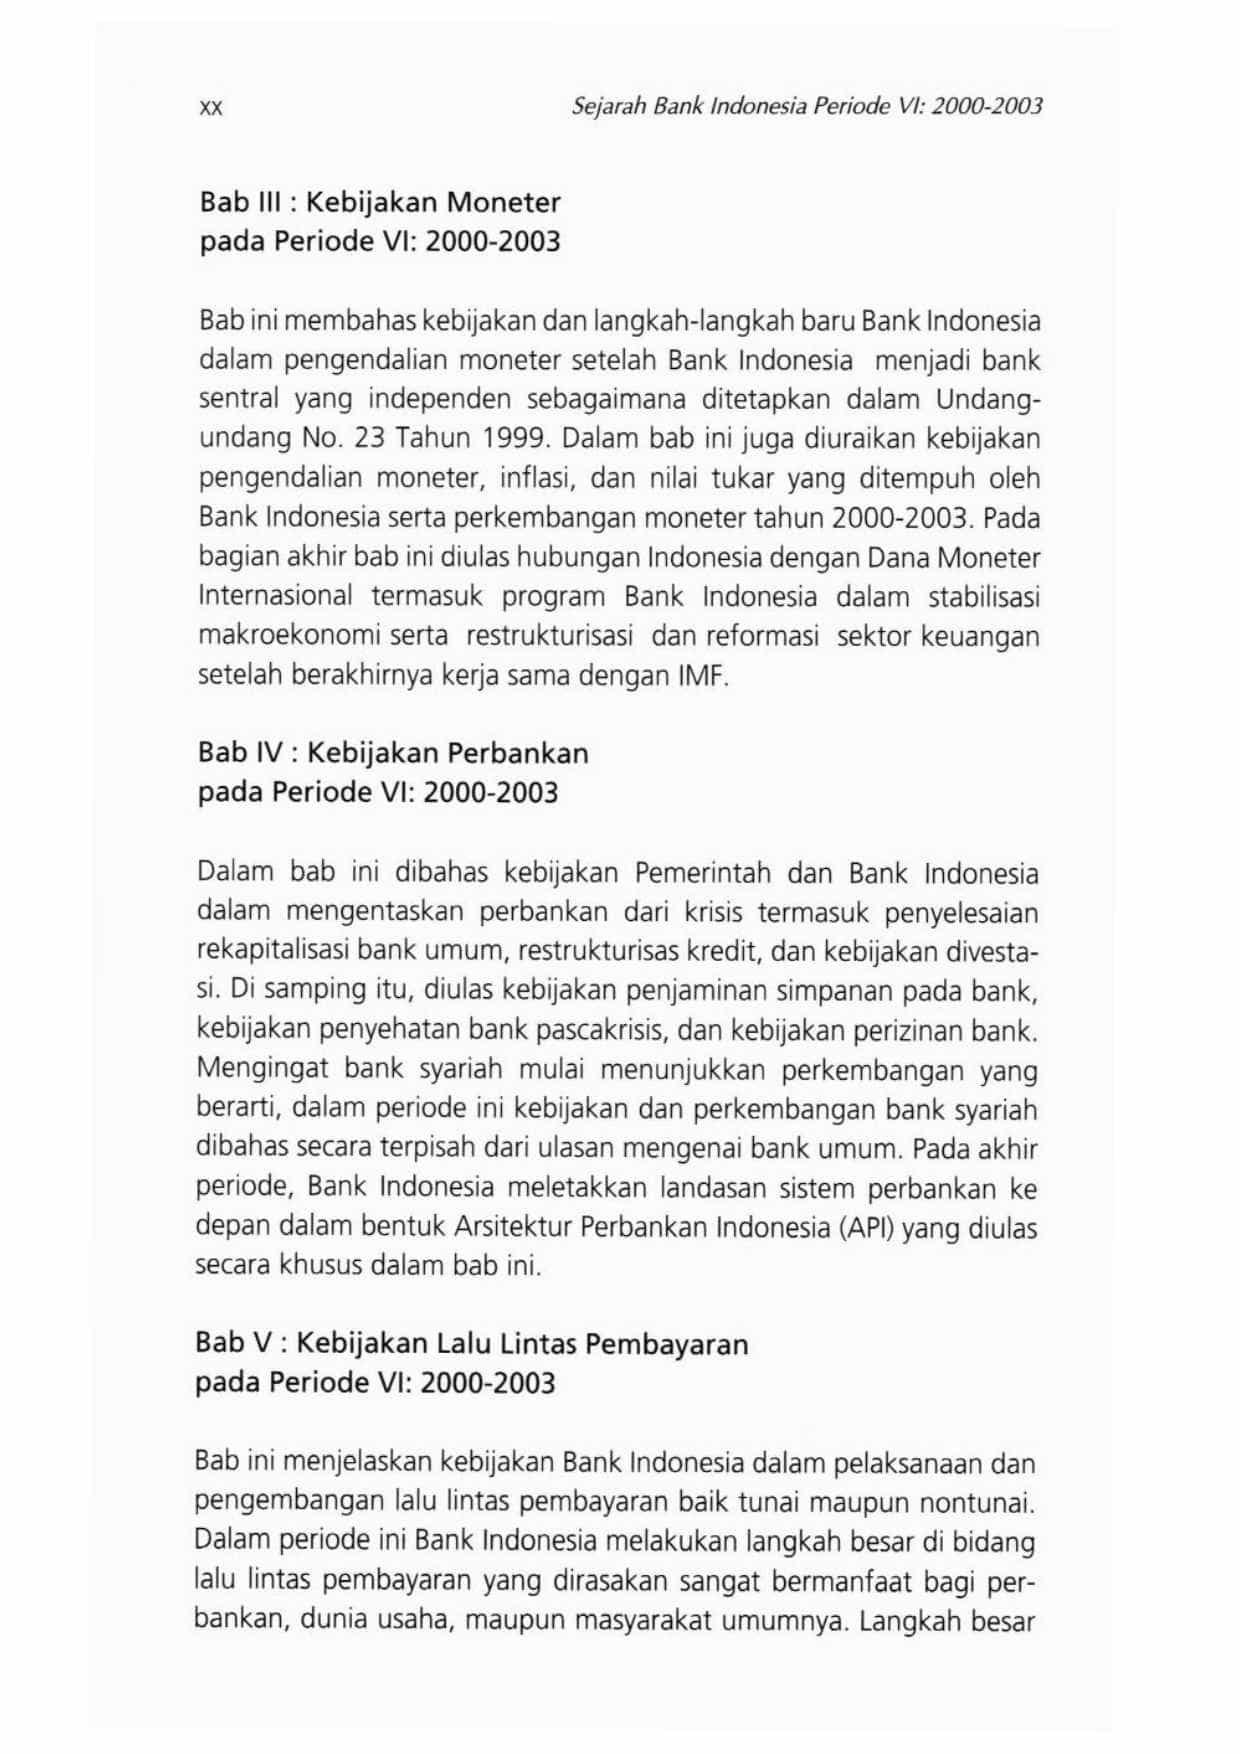 xx
Sejarah Bank Indonesia Periode VI: 2000-2003
Bab III : Kebijakan Moneter
pada Periode VI: 2000-2003
Bab ini membahas kebijakan dan langkah-langkah baru Bank Indonesia
dalam pengendalian moneter setelah Bank Indonesia menjadi bank
sentral yang independen sebagaimana ditetapkan dalam Undang-
undang No. 23 Tahun 1999. Dalam bab ini juga diuraikan kebijakan
pengendalian moneter, inflasi, dan nilai tukar yang ditempuh oleh
Bank Indonesia serta perkembangan moneter tahun 2000-2003. Pada
bagian akhir bab ini diulas hubungan Indonesia dengan Dana Moneter
Internasional termasuk program Bank Indonesia dalam stabilisasi
makroekonomi serta restrukturisasi dan reformasi sektor keuangan
setelah berakhirnya kerja sama dengan IMF.
Bab IV : Kebijakan Perbankan
pada Periode VI: 2000-2003
Dalam bab ini dibahas kebijakan Pemerintah dan Bank Indonesia
dalam mengentaskan perbankan dari krisis termasuk penyelesaian
rekapitalisasi bank umum, restrukturisas kredit, dan kebijakan divesta-
si. Di samping itu, diulas kebijakan penjaminan simpanan pada bank,
kebijakan penyehatan bank pascakrisis, dan kebijakan perizinan bank.
Mengingat bank syariah mulai menunjukkan perkembangan yang
berarti, dalam periode ini kebijakan dan perkembangan bank syariah
dibahas secara terpisah dari ulasan mengenai bank umum. Pada akhir
periode, Bank Indonesia meletakkan landasan sistem perbankan ke
depan dalam bentuk Arsitektur Perbankan Indonesia (API) yang diulas
secara khusus dalam bab ini.
Bab V : Kebijakan Lalu Lintas Pembayaran
pada Periode VI: 2000-2003
Bab ini menjelaskan kebijakan Bank Indonesia dalam pelaksanaan dan
pengembangan lalu lintas pembayaran baik tunai maupun nontunai.
Dalam periode ini Bank Indonesia melakukan langkah besar di bidang
lalu lintas pembayaran yang dirasakan sangat bermanfaat bagi per-
bankan, dunia usaha, maupun masyarakat umumnya. Langkah besar